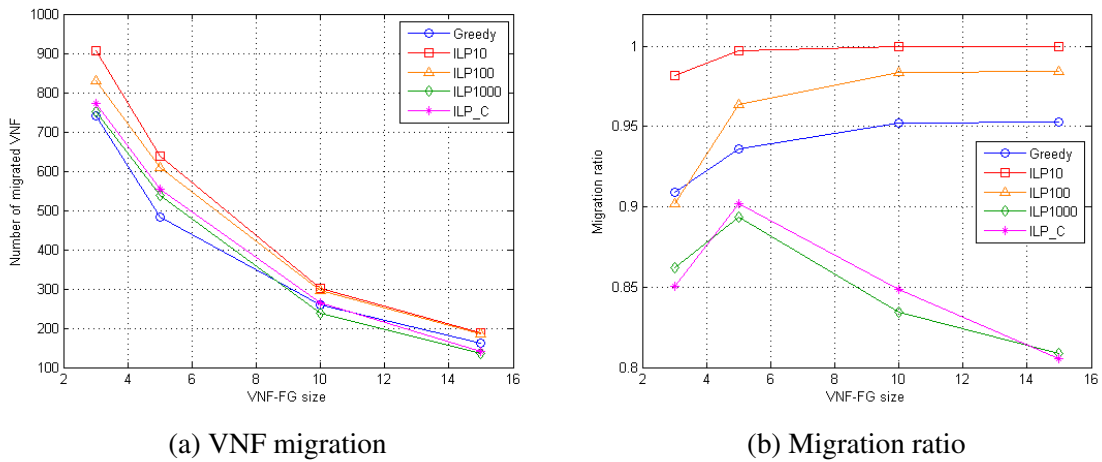 1000
900
800
700
600
500
400
300
200
100
2
4
6
8
10
12
14
16
Number of migrated VNF
VNF-FG size
Greedy
ILP10
ILP100
ILP1000
ILP_C
(a) VNF migration
1
0.95
0.9
0.85
0.8
2
4
6
8
10
12
14
16
Migration ratio
VNF-FG size
Greedy
ILP10
ILP100
ILP1000
ILP_C
(b) Migration ratio